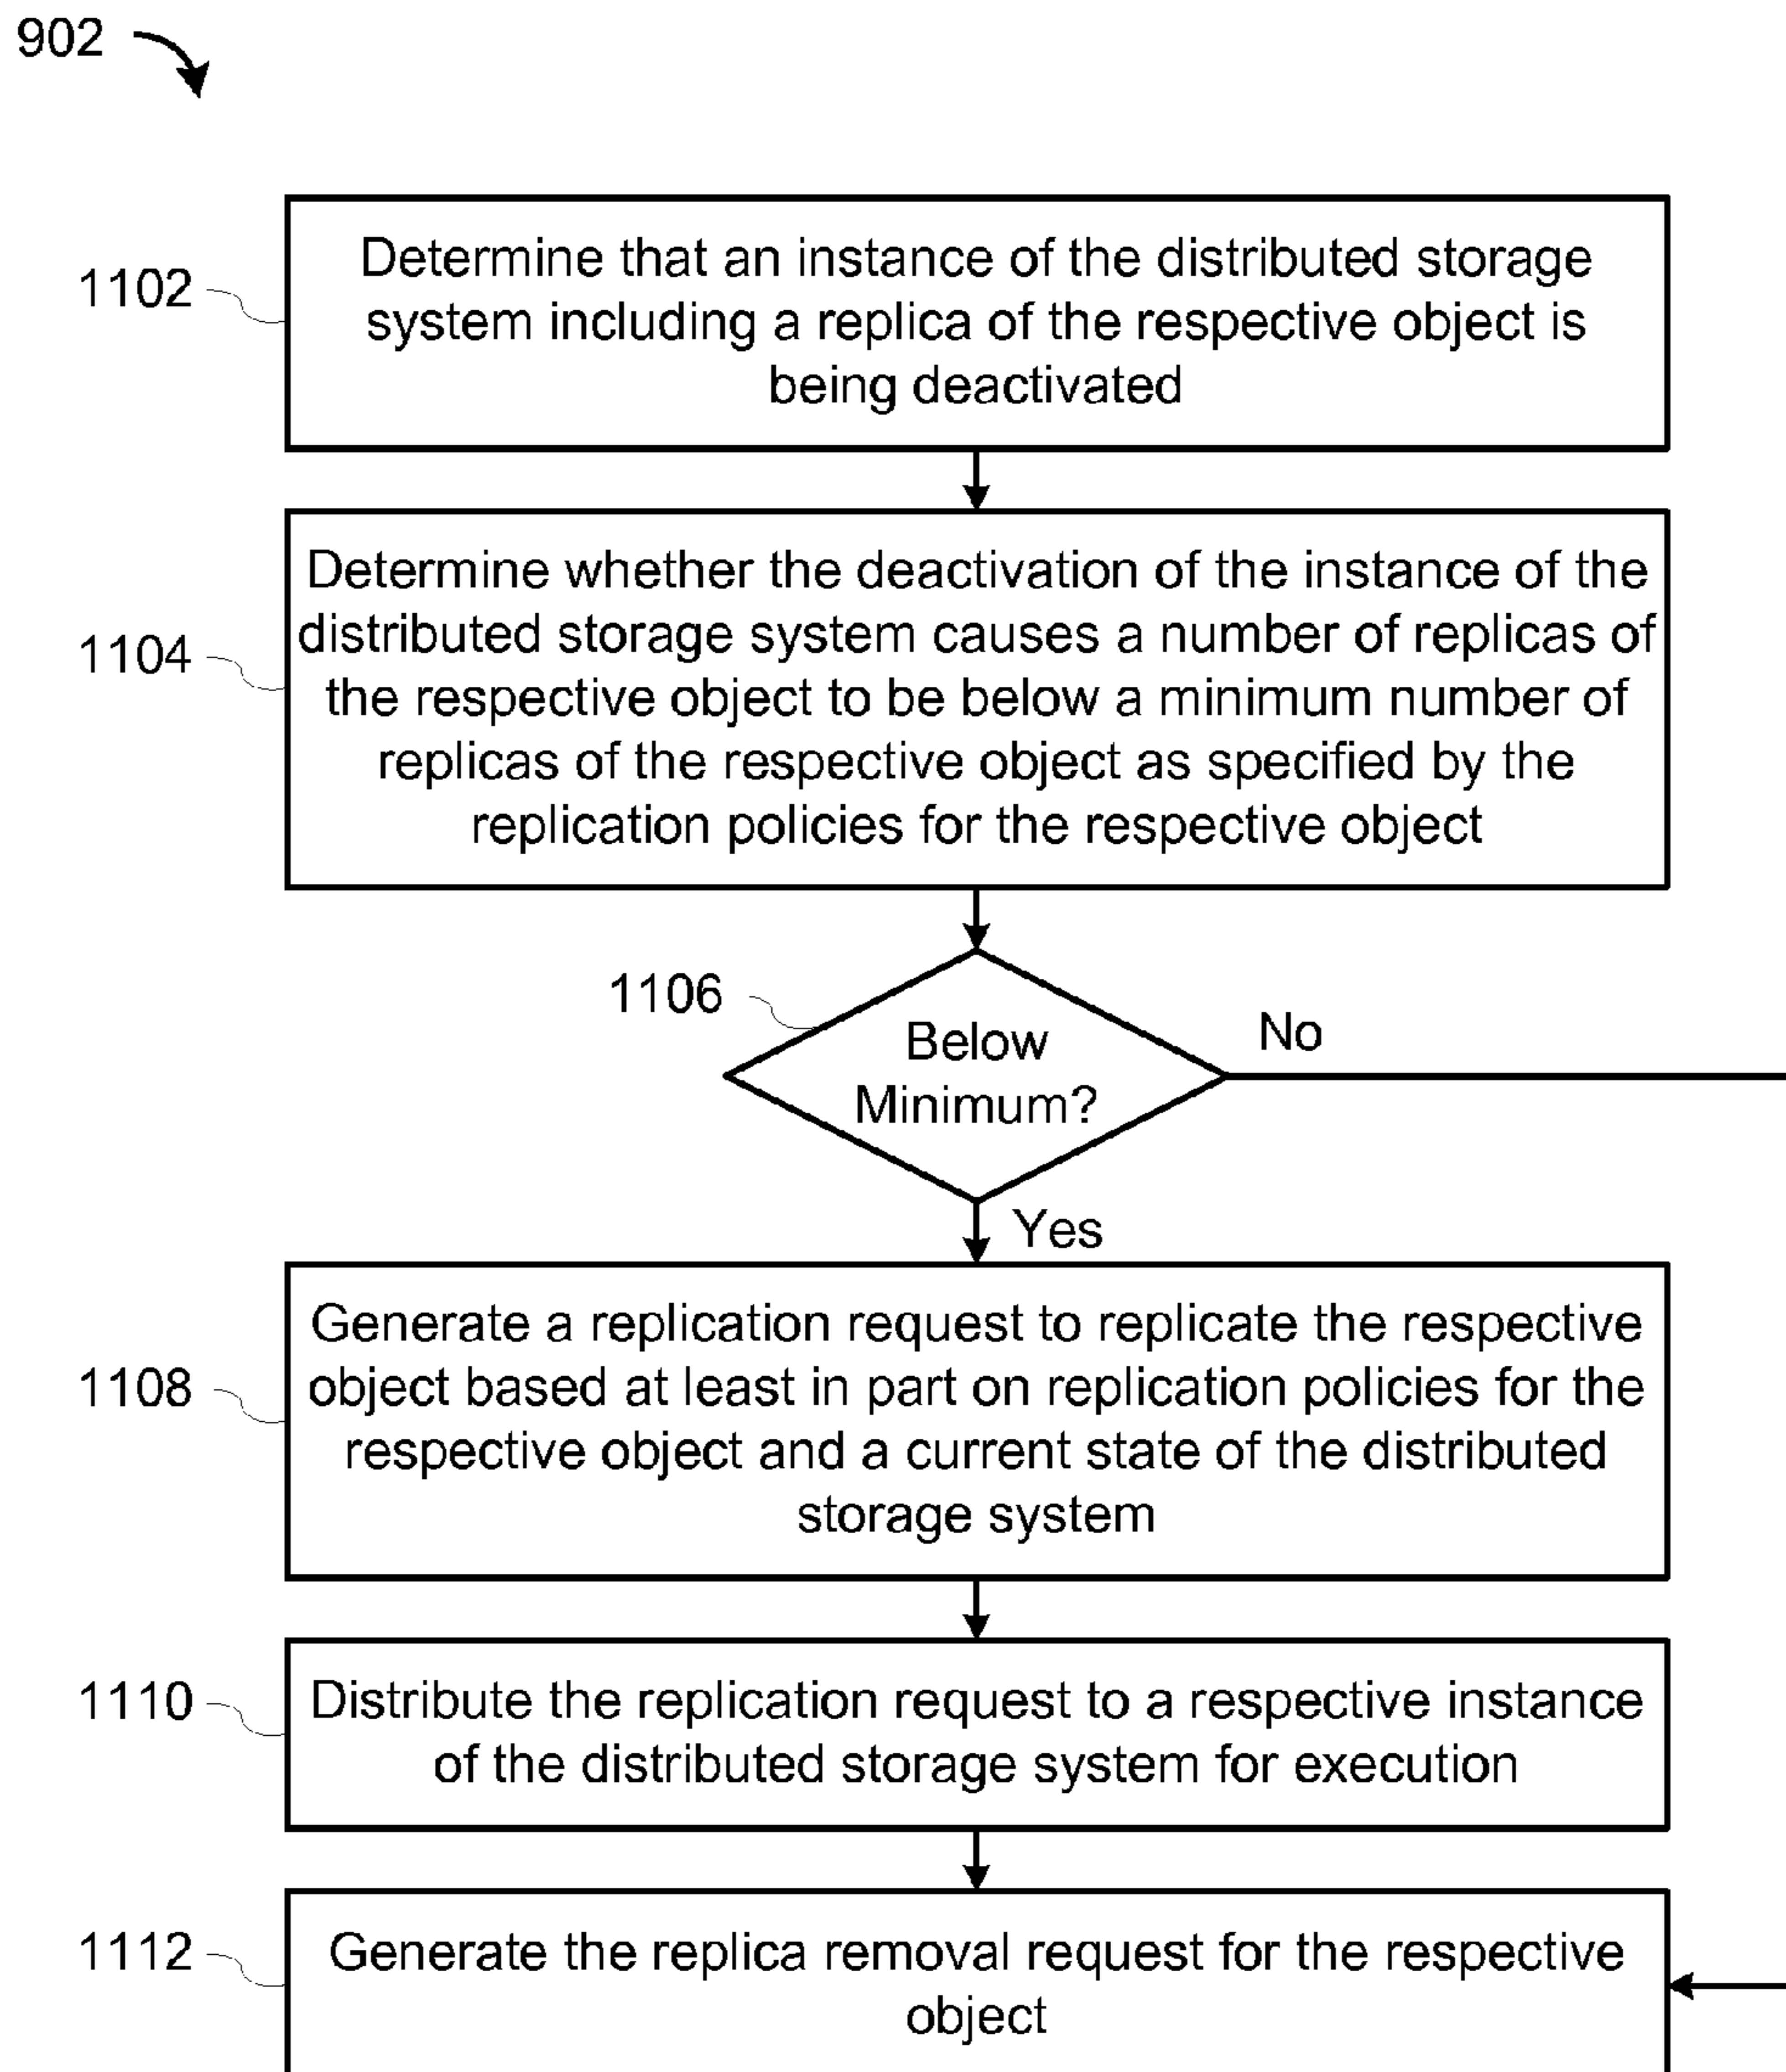 902
1102
Determine that an instance of the distributed storage
system including a replica of the respective object is
being deactivated
1104
Determine whether the deactivation of the instance of the
distributed storage system causes a number of replicas of
the respective object to be below a minimum number of
replicas of the respective object as specified by the
replication policies for the respective object
1106
Below
Minimum?
No
Yes
1108
Generate a replication request to replicate the respective
object based at least in part on replication policies for the
respective object and a current state of the distributed
storage system
1110
Distribute the replication request to a respective instance
of the distributed storage system for execution
1112
Generate the replica removal request for the respective
object